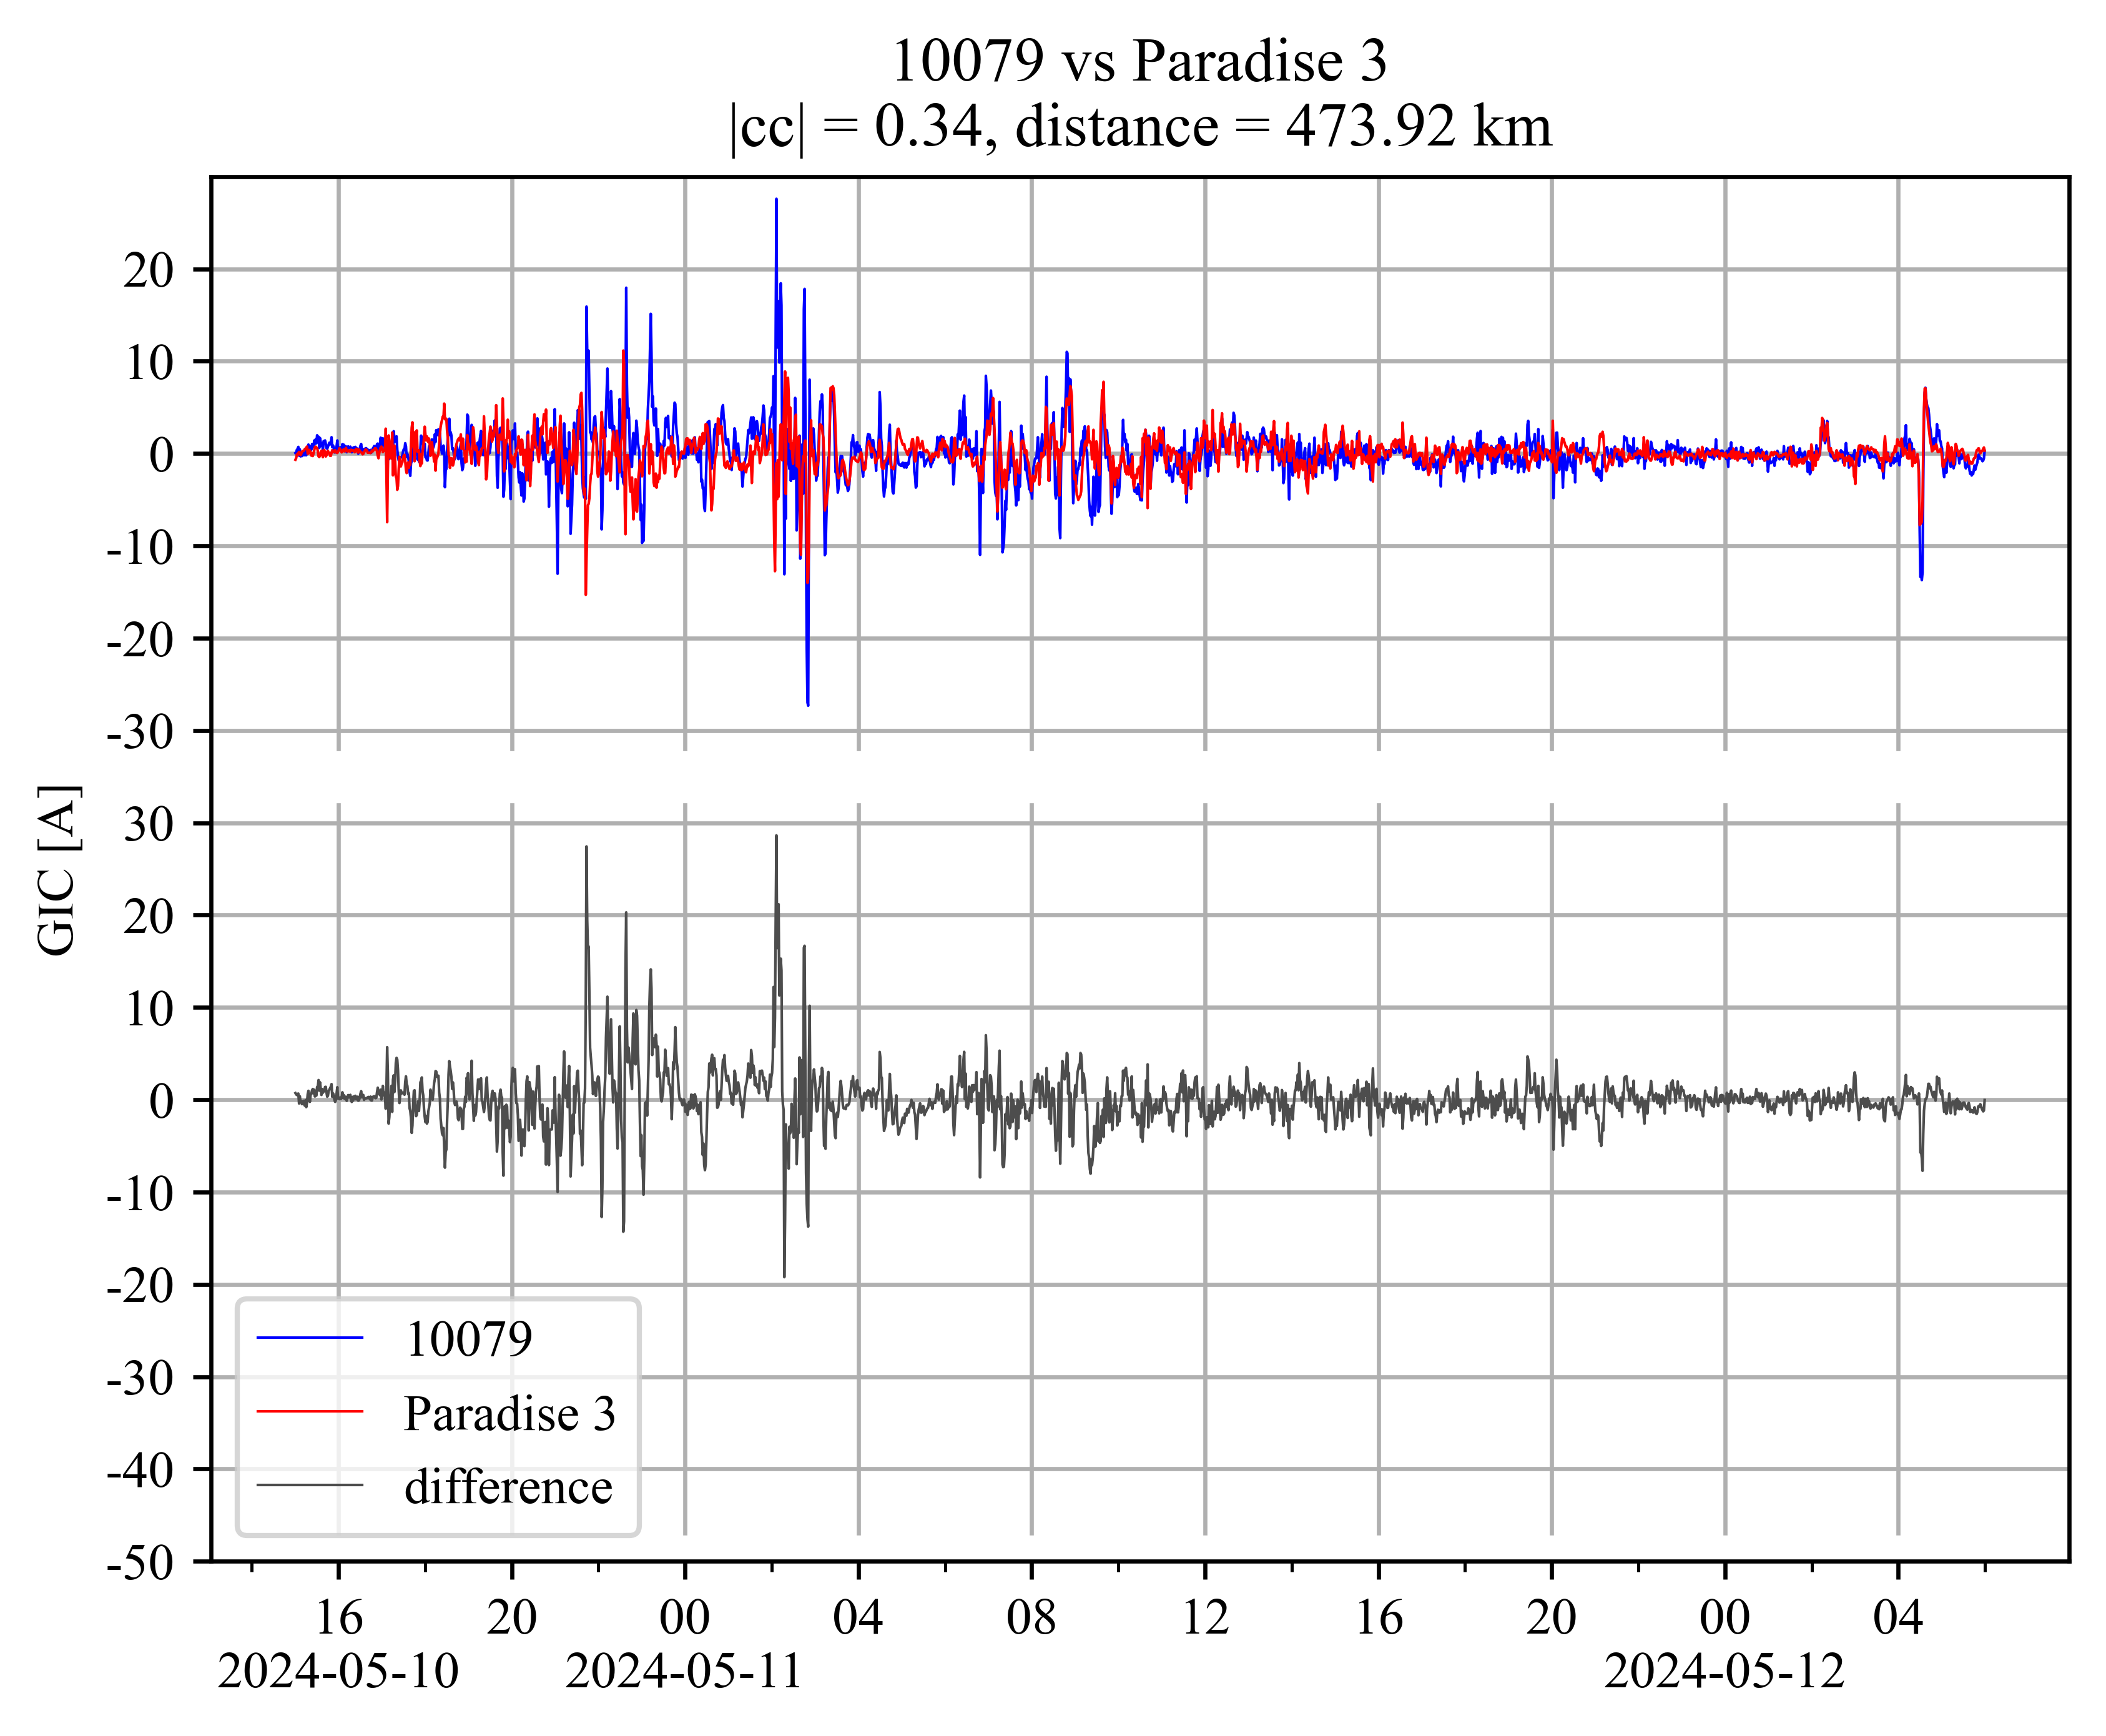 10079 vs Paradise 3
|cc| = 0.34, distance = 473.92 km
20
10
0
-10
-20
-30
30
20
10
0
-10
-20
-30
-40
-50
GIC [A]
10079
Paradise 3
difference
16 20 00 04 08 12 16 20 00 04
2024-05-10 2024-05-11 2024-05-12